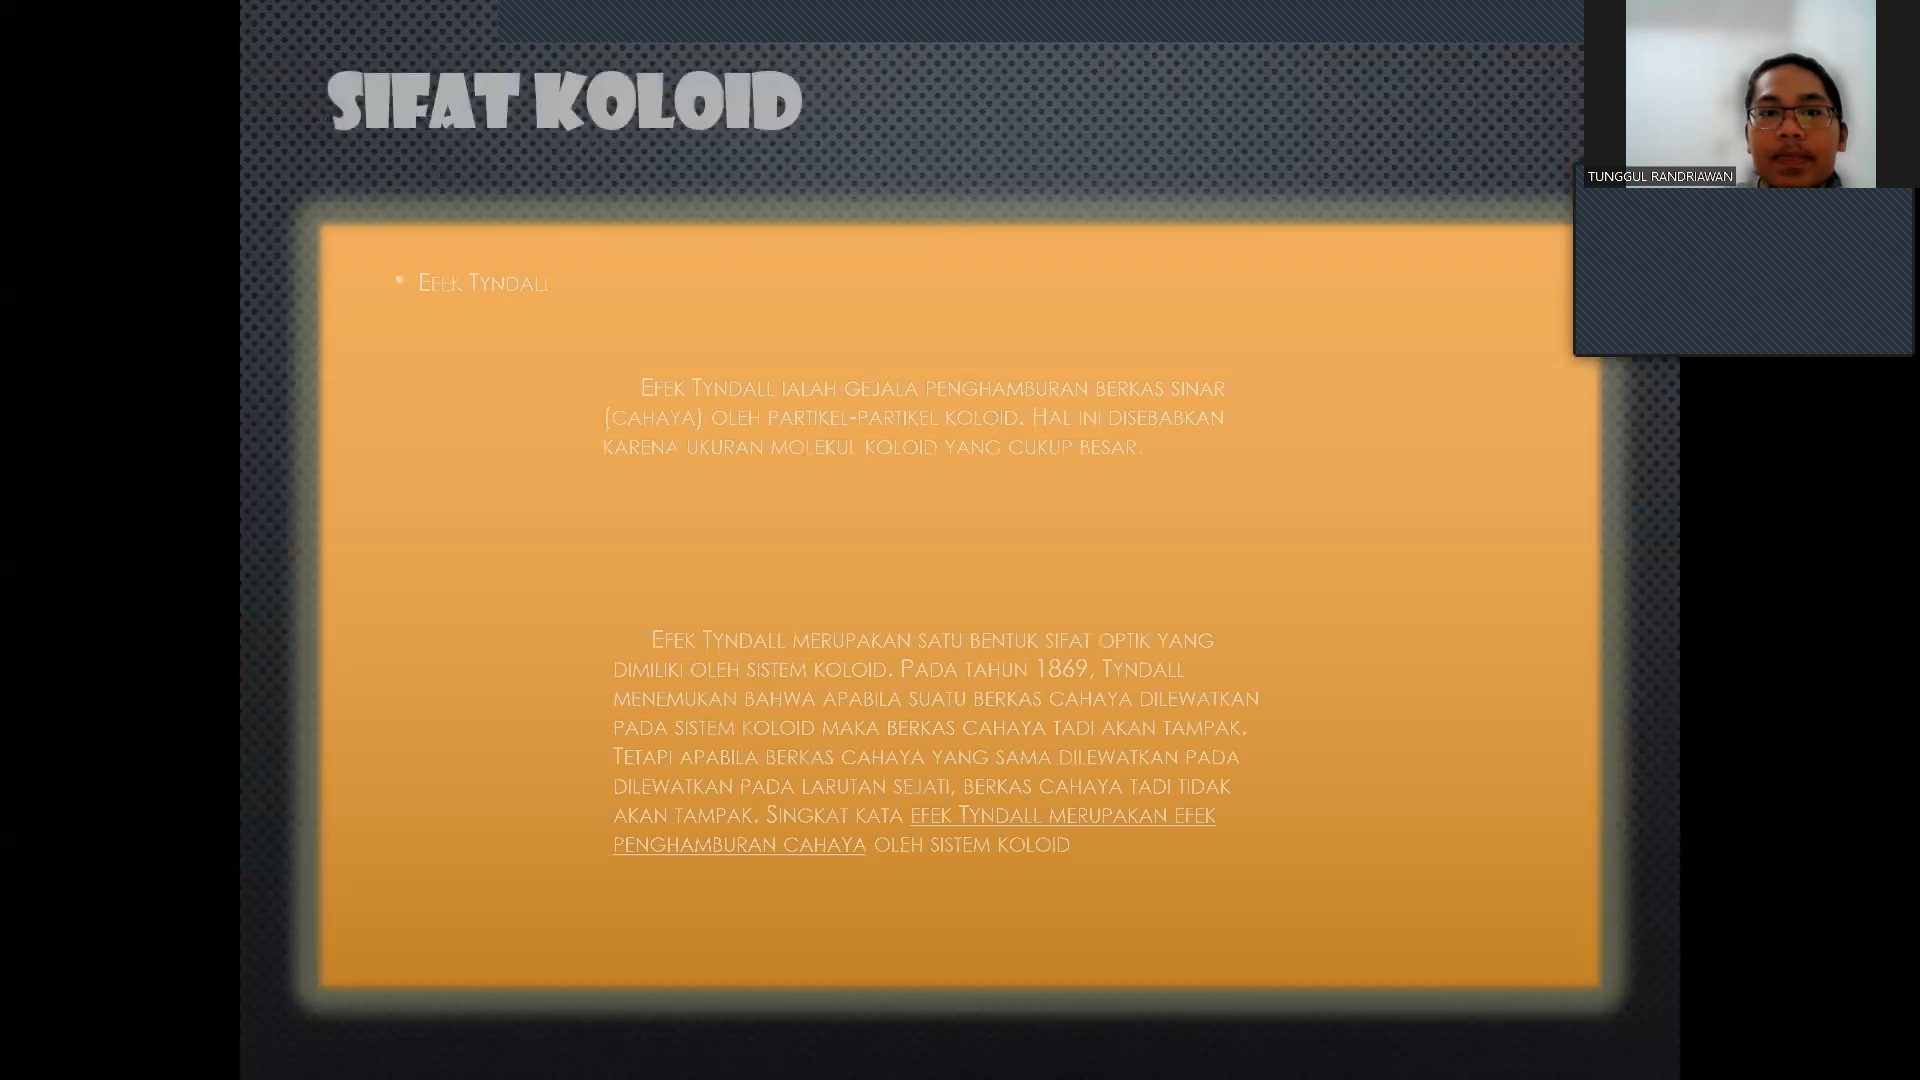 SIFAT KOLOID
TUNGGUL RANDRIAWAN
• EFEK TYNDALL
EFEK TYNDALL IALAH GEJALA PENGHAMBURAN BERKAS SINAR
(CAHAYA) OLEH PARTIKEL-PARTIKEL KOLOID. HAL INI DISEBABKAN
KARENA UKURAN MOLEKUL KOLOID YANG CUKUP BESAR.
EFEK TYNDALL MERUPAKAN SATU BENTUK SIFAT OPTIK YANG
DIMILIKI OLEH SISTEM KOLOID. PADA TAHUN 1869, TYNDALL
MENEMUKAN BAHWA APABILA SUATU BERKAS CAHAYA DILEWATKAN
PADA SISTEM KOLOID MAKA BERKAS CAHAYA TADI AKAN TAMPAK.
TETAPI APABILA BERKAS CAHAYA YANG SAMA DILEWATKAN PADA
DILEWATKAN PADA LARUTAN SEJATI, BERKAS CAHAYA TADI TIDAK
AKAN TAMPAK. SINGKAT KATA EFEK TYNDALL MERUPAKAN EFEK
PENGHAMBURAN CAHAYA OLEH SISTEM KOLOID